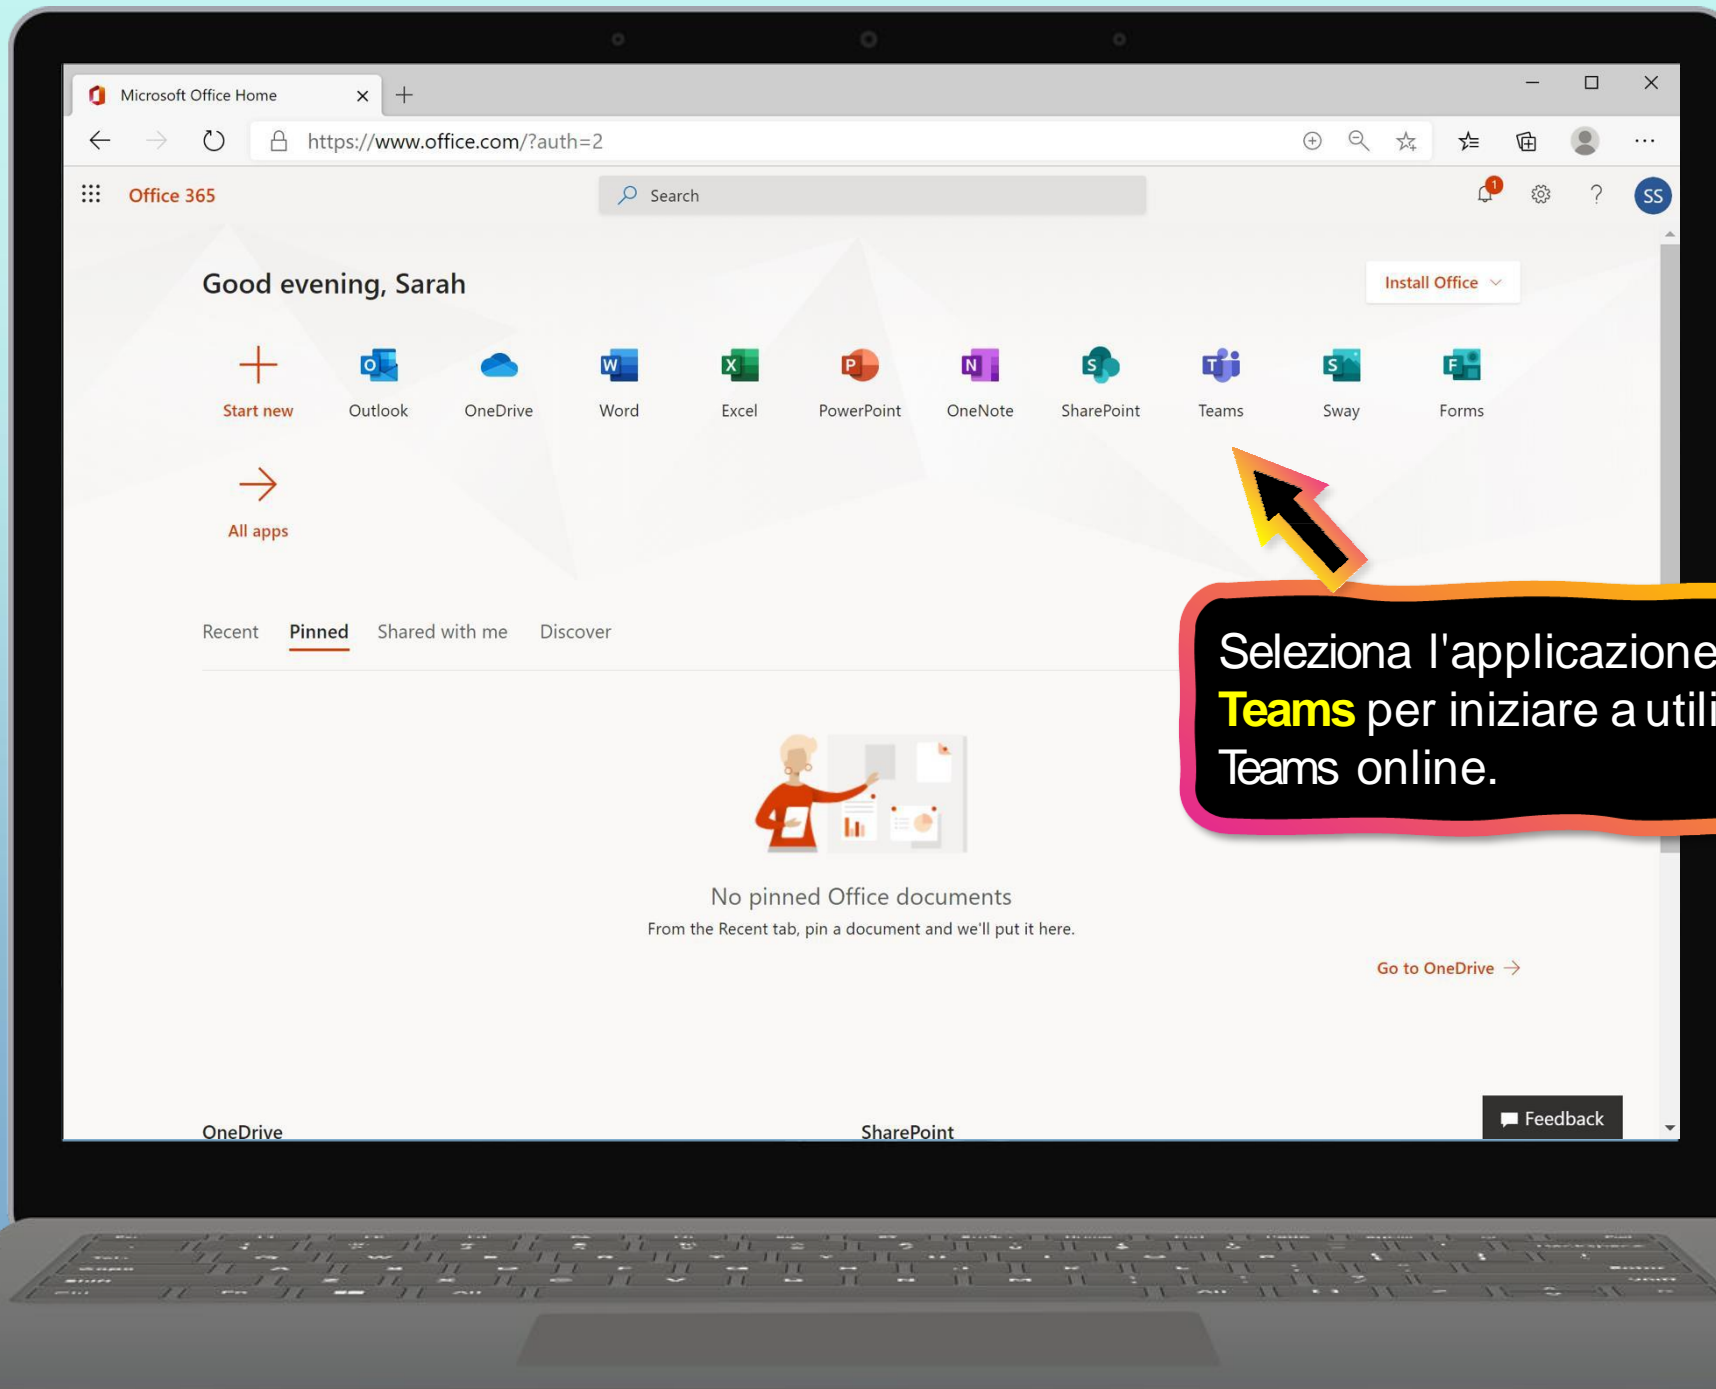 Microsoft Office Home
https://www.office.com/?auth=2
Office 365
Search
1
?
SS
Good evening, Sarah
Install Office
Start new
Outlook
OneDrive
Word
Excel
PowerPoint
OneNote
SharePoint
Teams
Sway
Forms
All apps
Recent Pinned Shared with me Discover
Seleziona l'applicazione
Teams per iniziare a utili
Teams online.
No pinned Office documents
From the Recent tab, pin a document and we'll put it here.
Go to OneDrive
Feedback
OneDrive
SharePoint